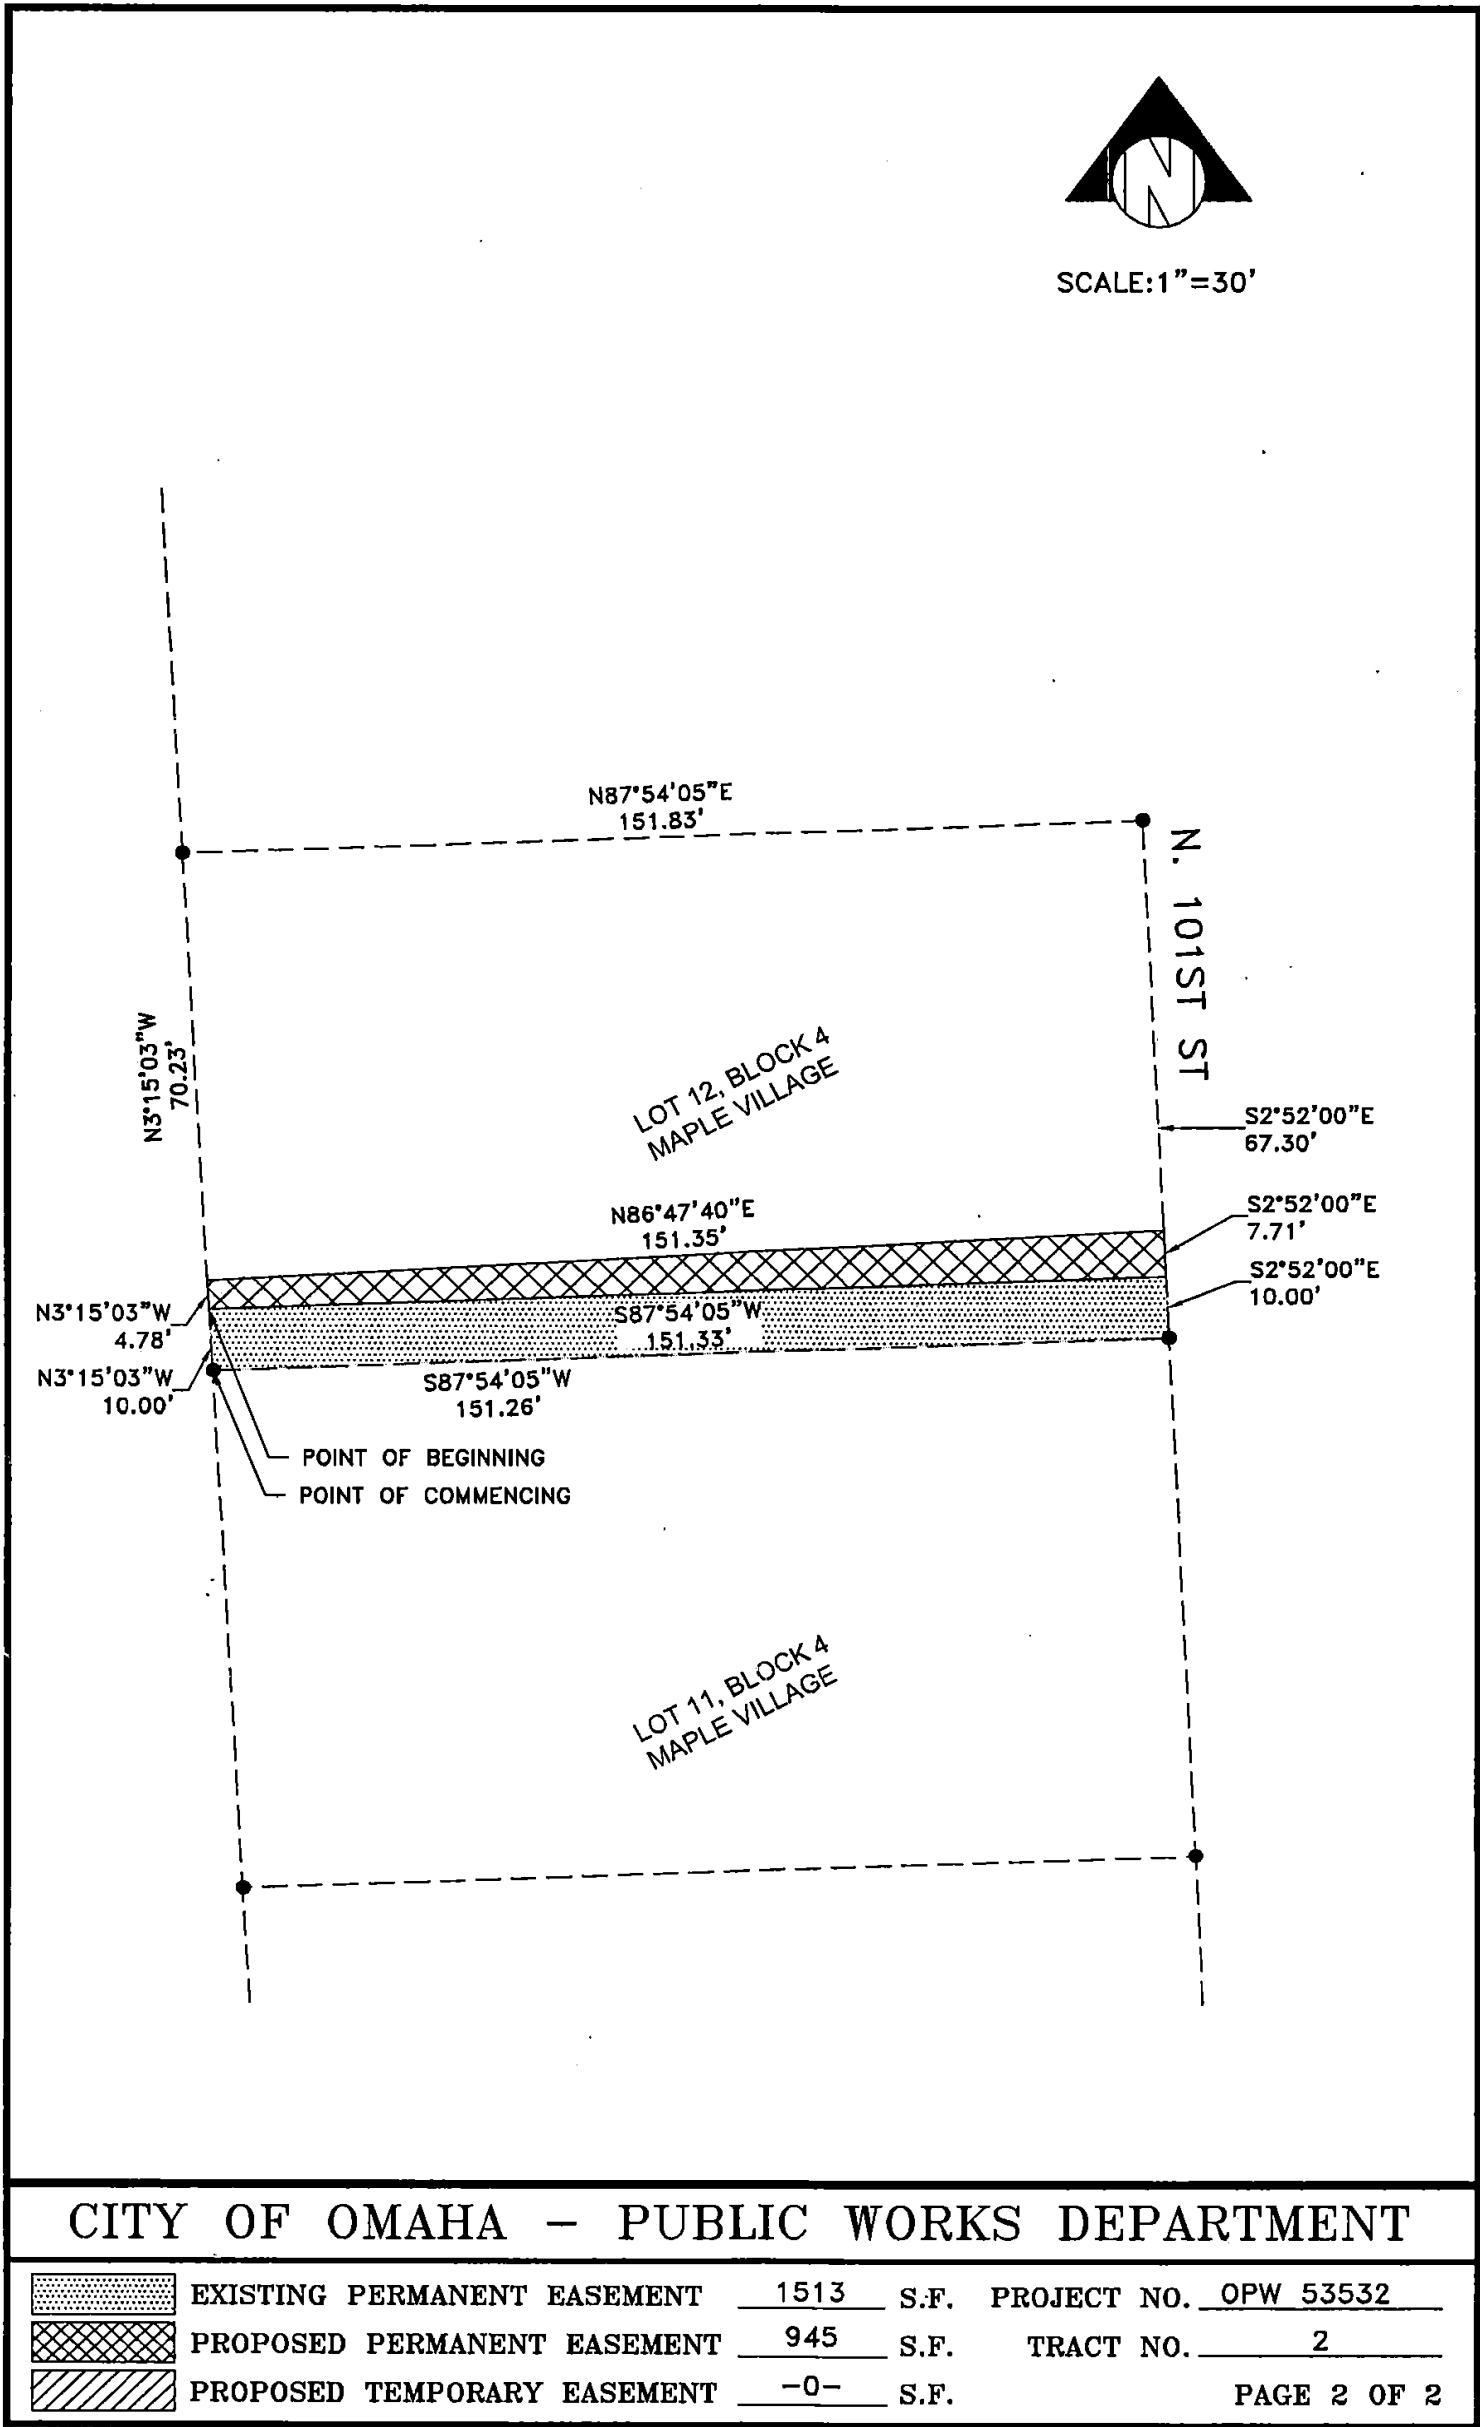 N
SCALE:1"=30'
N87°54'05"E
151.83'
N. 101ST ST
N3°15'03"W
70.23'
LOT 12, BLOCK 4
MAPLE VILLAGE
S2°52'00"E
67.30'
N86°47'40"E
151.35'
S2°52'00"E
7.71'
S2°52'00"E
10.00'
N3°15'03"W
4.78'
S87°54'05"W
151.33'
N3°15'03"W
10.00'
S87°54'05"W
151.26'
POINT OF BEGINNING
POINT OF COMMENCING
LOT 11, BLOCK 4
MAPLE VILLAGE
CITY OF OMAHA – PUBLIC WORKS DEPARTMENT
EXISTING PERMANENT EASEMENT 1513 S.F. PROJECT NO. OPW 53532
PROPOSED PERMANENT EASEMENT 945 S.F. TRACT NO. 2
PROPOSED TEMPORARY EASEMENT -0- S.F. PAGE 2 OF 2